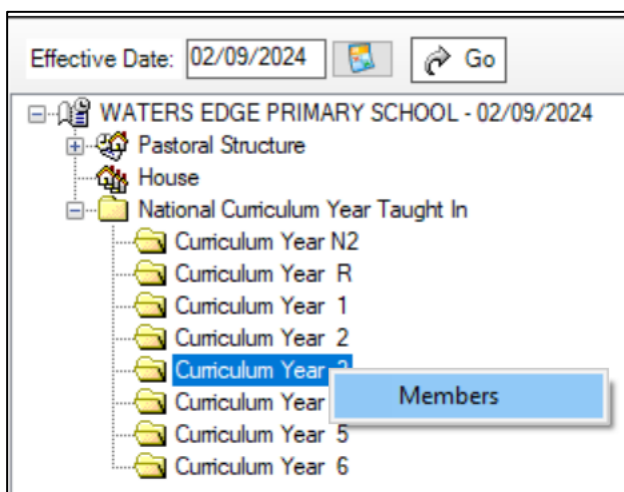 Effective Date: 02/09/2024 Go
WATERS EDGE PRIMARY SCHOOL - 02/09/2024
Pastoral Structure
House
National Curriculum Year Taught In
Curriculum Year N2
Curriculum Year R
Curriculum Year 1
Curriculum Year 2
Curriculum Year
Members
Curriculum Year
Curriculum Year 5
Curriculum Year 6